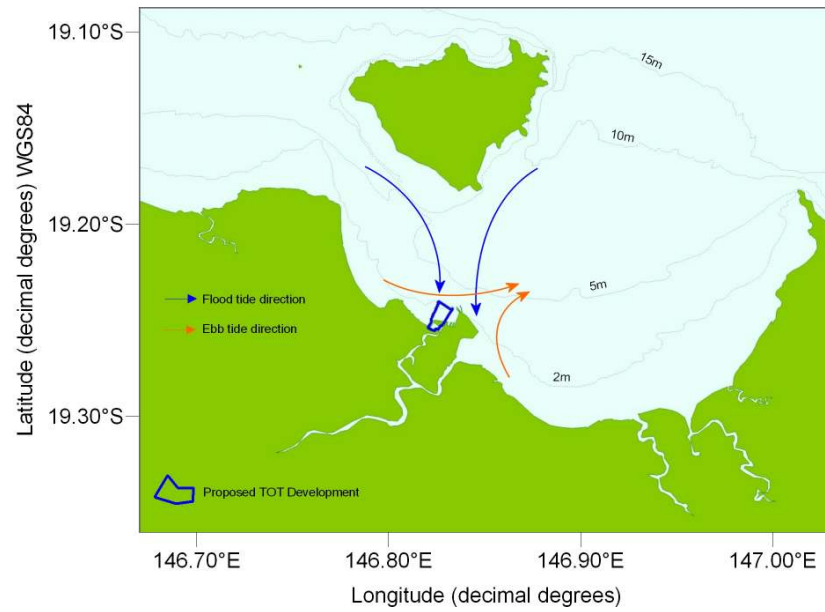 19.10°S
15m
10m
Latitude (decimal degrees) WGS84
19.20°S
5m
Flood tide direction
Ebb tide direction
2m
19.30°S
Proposed TOT Development
146.70°E
146.80°E
146.90°E
147.00°E
Longitude (decimal degrees)